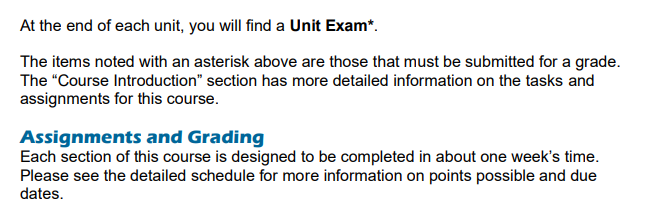 At the end of each unit, you will find a Unit Exam*.
The items noted with an asterisk above are those that must be submitted for a grade.
The “Course Introduction” section has more detailed information on the tasks and
assignments for this course.
Assignments and Grading
Each section of this course is designed to be completed in about one week’s time.
Please see the detailed schedule for more information on points possible and due
dates.